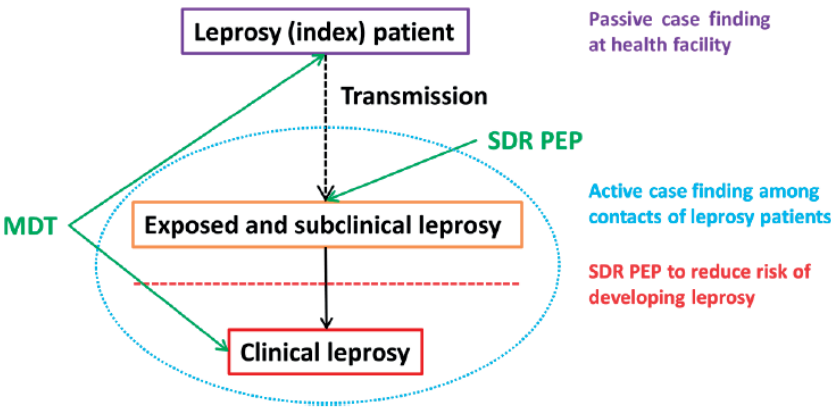 Leprosy (index) patient
Passive case finding
at health facility
Transmission
SDR PEP
Active case finding among
contacts of leprosy patients
MDT
Exposed and subclinical leprosy
SDR PEP to reduce risk of
developing leprosy
Clinical leprosy